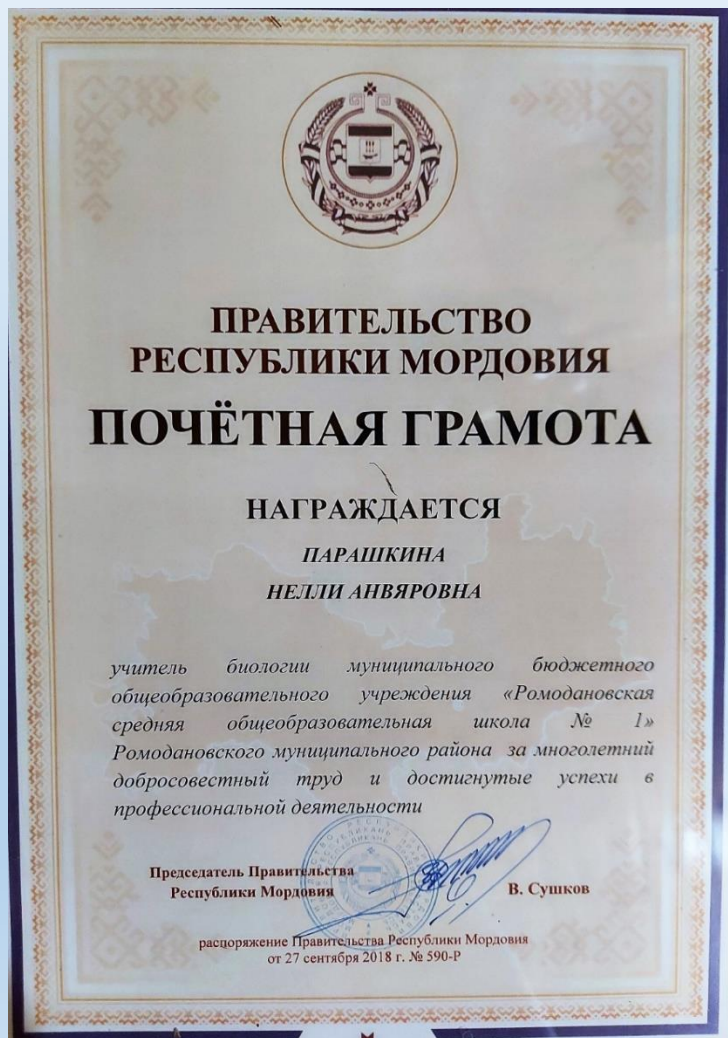 ПРАВИТЕЛЬСТВО
РЕСПУБЛИКИ МОРДОВИЯ
ПОЧЁТНАЯ ГРАМОТА
НАГРАЖДАЕТСЯ
ПАРАШКИНА
НЕЛЛИ АНВЯРОВНА
учитель биологии муниципального бюджетного
общеобразовательного учреждения «Ромодановская
средняя общеобразовательная школа № 1»
Ромодановского муниципального района за многолетний
добросовестный труд и достигнутые успехи в
профессиональной деятельности
Председатель Правительства
Республики Мордовия
В. Сушков
распоряжение Правительства Республики Мордовия
от 27 сентября 2018 г. № 590-Р